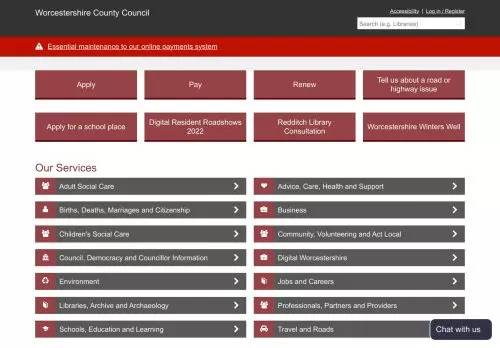 Worcestershire County Council
Accessibility | Log in / Register
Search (e.g. Libraries)
Essential maintenance to our online payments system
Apply
Pay
Renew
Tell us about a road or
highway issue
Apply for a school place
Digital Resident Roadshows
2022
Redditch Library
Consultation
Worcestershire Winters Well
Our Services
Adult Social Care
Advice, Care, Health and Support
Births, Deaths, Marriages and Citizenship
Business
Children's Social Care
Community, Volunteering and Act Local
Council, Democracy and Councillor Information
Digital Worcestershire
Environment
Jobs and Careers
Libraries, Archive and Archaeology
Professionals, Partners and Providers
Schools, Education and Learning
Travel and Roads
Chat with us